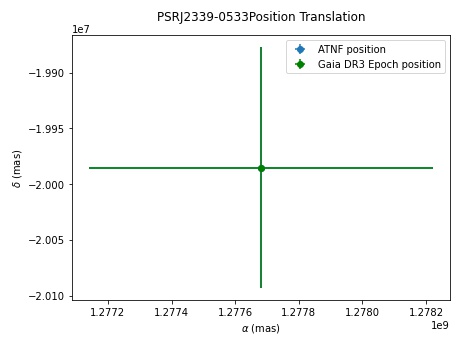 PSRJ2339-0533Position Translation
1e7
ATNF position
Gaia DR3 Epoch position
−1.990
−1.995
−2.000
−2.005
−2.010
δ (mas)
1.2772 1.2774 1.2776 1.2778 1.2780 1.2782
1e9
α (mas)